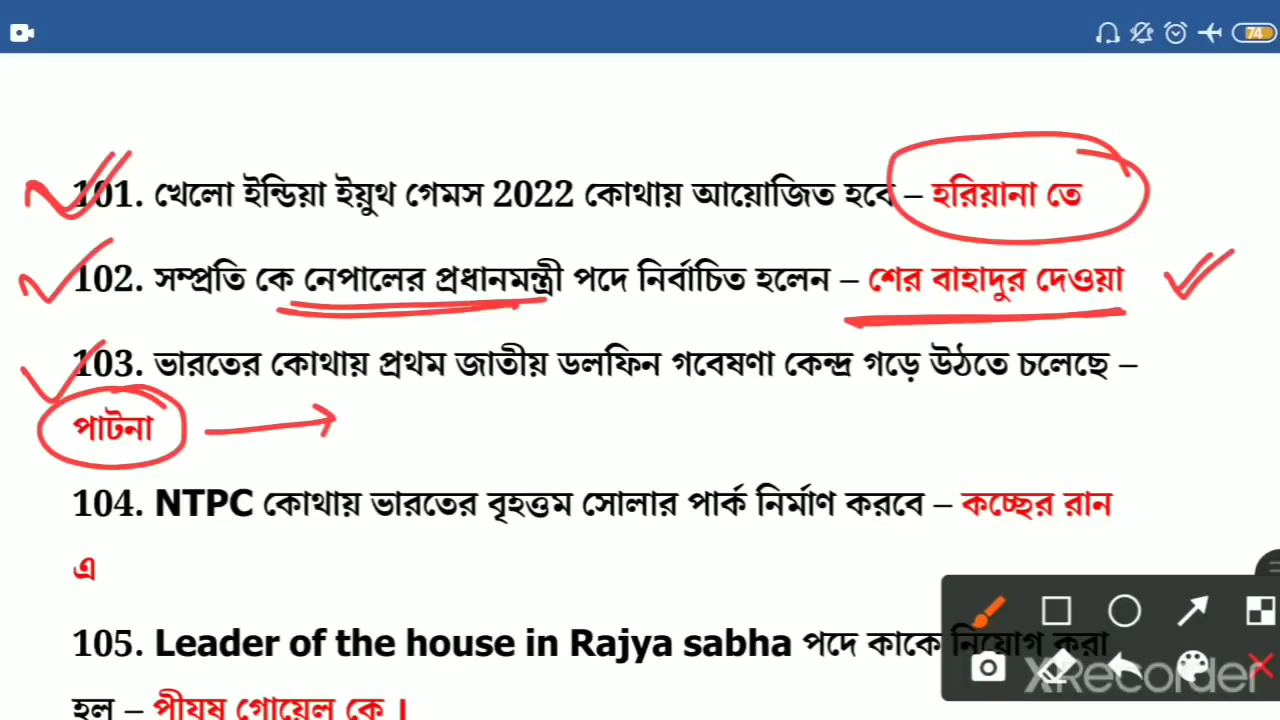 74
101. খেলো ইন্ডিয়া ইয়ুথ গেমস 2022 কোথায় আয়োজিত হবে – হরিয়ানা তে
102. সম্প্রতি কে নেপালের প্রধানমন্ত্রী পদে নির্বাচিত হলেন – শের বাহাদুর দেওয়া
103. ভারতের কোথায় প্রথম জাতীয় ডলফিন গবেষণা কেন্দ্র গড়ে উঠতে চলেছে –
পাটনা
104. NTPC কোথায় ভারতের বৃহত্তম সোলার পার্ক নির্মাণ করবে – কচ্ছের রান
এ
105. Leader of the house in Rajya sabha পদে কাকে নিয়োগ করা
হল – পীযূষ গোয়েল কে ।
XRecorder